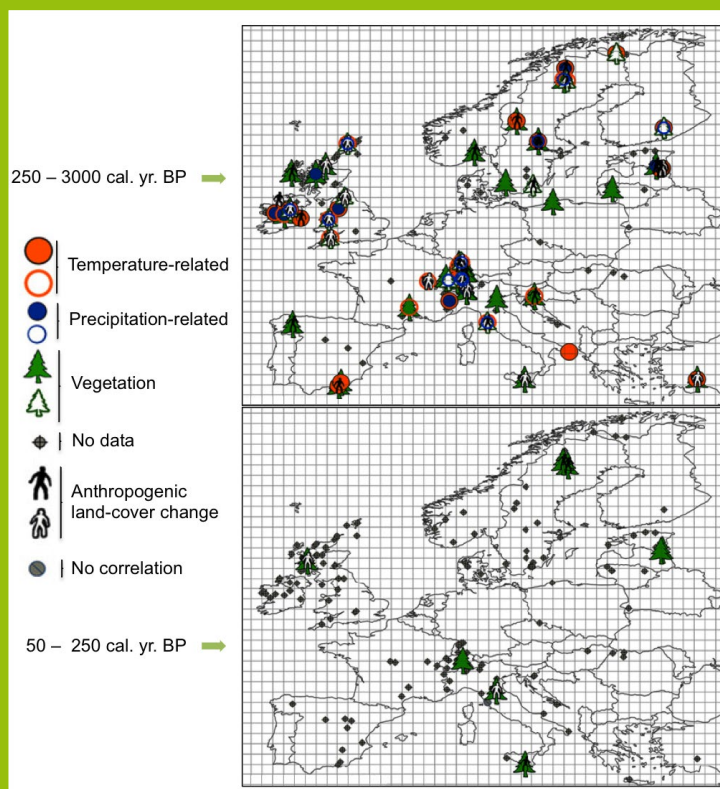 250 – 3000 cal. yr. BP
Temperature-related
Precipitation-related
Vegetation
No data
Anthropogenic
land-cover change
No correlation
50 – 250 cal. yr. BP